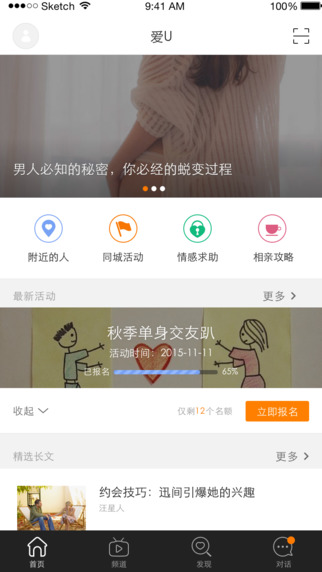 Sketch 9:41 AM 100%
爱U
男人必知的秘密，你必经的蜕变过程
附近的人 同城活动 情感求助 相亲攻略
最新活动 更多
秋季单身交友趴
活动时间：2015-11-11
已报名 65%
收起 仅剩12个名额 立即报名
精选长文 更多
约会技巧：迅间引爆她的兴趣
汪星人
首页 频道 发现 对话